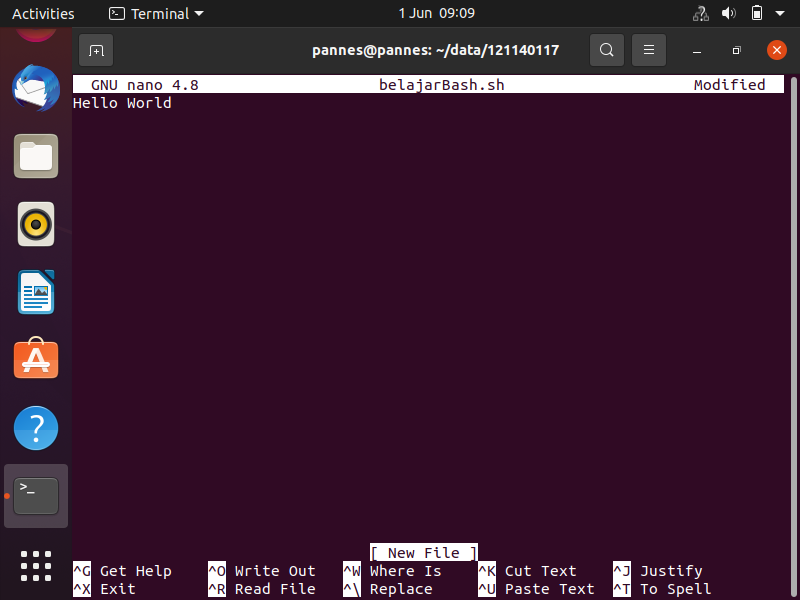 Activities Terminal 1 Jun 09:09
pannes@pannes: ~/data/121140117
GNU nano 4.8 belajarBash.sh Modified
Hello World
[ New File ]
^G Get Help ^O Write Out ^W Where Is ^K Cut Text ^J Justify
^X Exit ^R Read File ^\ Replace ^U Paste Text ^T To Spell